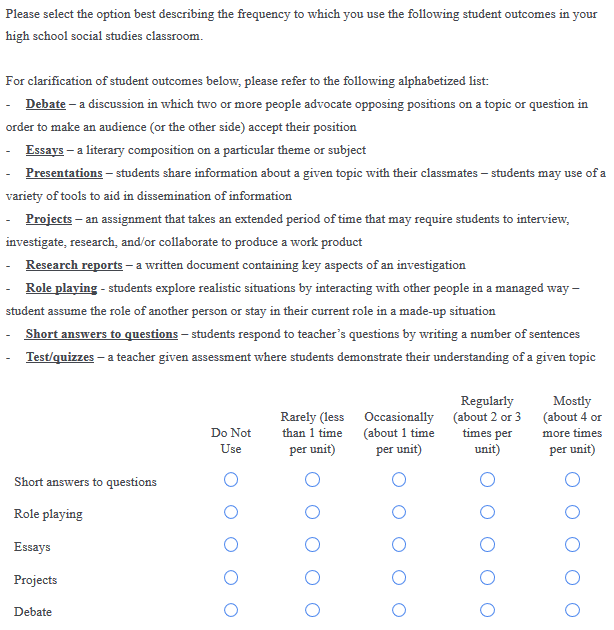 Please select the option best describing the frequency to which you use the following student outcomes in your
high school social studies classroom.
For clarification of student outcomes below, please refer to the following alphabetized list:
- Debate – a discussion in which two or more people advocate opposing positions on a topic or question in
order to make an audience (or the other side) accept their position
- Essays – a literary composition on a particular theme or subject
- Presentations – students share information about a given topic with their classmates – students may use of a
variety of tools to aid in dissemination of information
- Projects – an assignment that takes an extended period of time that may require students to interview,
investigate, research, and/or collaborate to produce a work product
- Research reports – a written document containing key aspects of an investigation
- Role playing - students explore realistic situations by interacting with other people in a managed way –
student assume the role of another person or stay in their current role in a made-up situation
- Short answers to questions – students respond to teacher's questions by writing a number of sentences
- Test/quizzes – a teacher given assessment where students demonstrate their understanding of a given topic
Do Not
Use
Rarely (less
than 1 time
per unit)
Occasionally
(about 1 time
per unit)
Regularly
(about 2 or 3
times per
unit)
Mostly
(about 4 or
more times
per unit)
Short answers to questions
Role playing
Essays
Projects
Debate